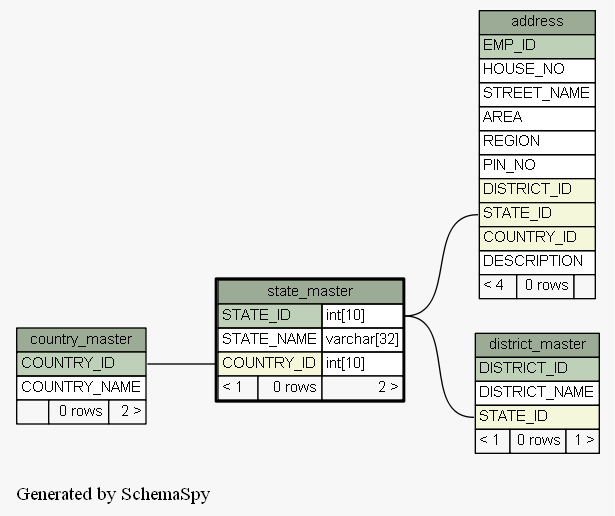 address
EMP_ID
HOUSE_NO
STREET_NAME
AREA
REGION
PIN_NO
DISTRICT_ID
STATE_ID
COUNTRY_ID
DESCRIPTION
< 4 0 rows
state_master
STATE_ID int[10]
STATE_NAME varchar[32]
COUNTRY_ID int[10]
< 1 0 rows 2 >
country_master
COUNTRY_ID
COUNTRY_NAME
0 rows 2 >
district_master
DISTRICT_ID
DISTRICT_NAME
STATE_ID
< 1 0 rows 1 >
Generated by SchemaSpy